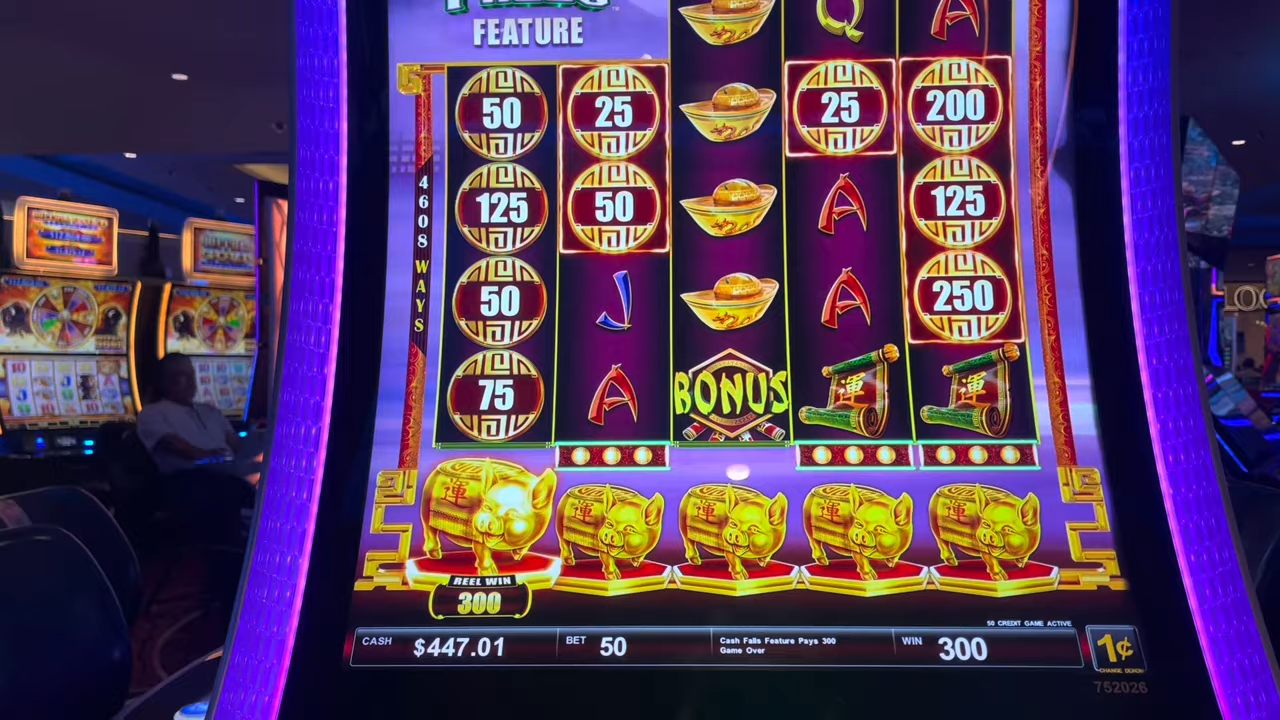 FEATURE
Q
A
50
25
25
200
125
50
A
125
4608 WAYS
50
J
A
250
75
A
BONUS
運
運
運
運
運
運
運
REEL WIN
300
50 CREDIT GAME ACTIVE
CASH $447.01
BET 50
Cash Falls Feature Pays 300
Game Over
WIN 300
1¢
CHANGE DENOM
752026